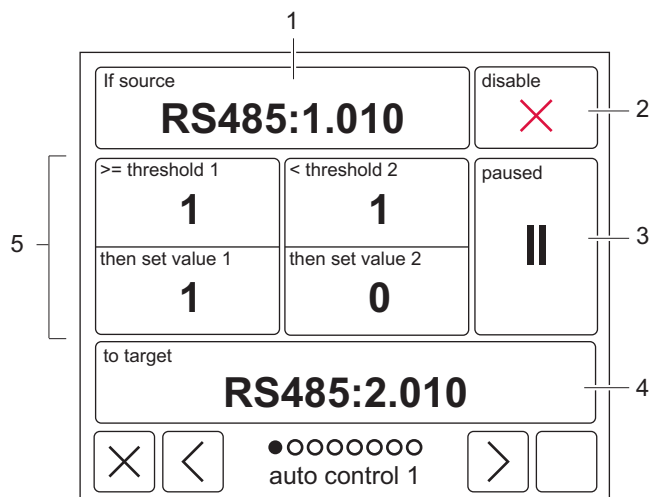 1
If source
RS485:1.010
disable
2
>= threshold 1
1
< threshold 2
1
paused
3
5
then set value 1
1
then set value 2
0
to target
RS485:2.010
4
auto control 1